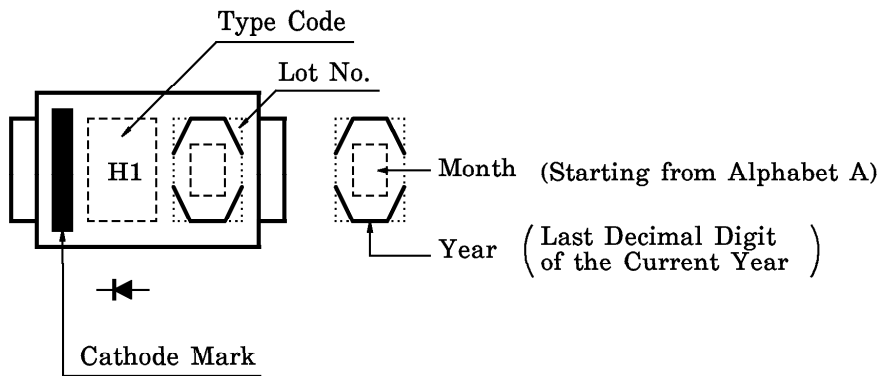 Type Code
Lot No.
H1
Month (Starting from Alphabet A)
Year (Last Decimal Digit
of the Current Year)
Cathode Mark